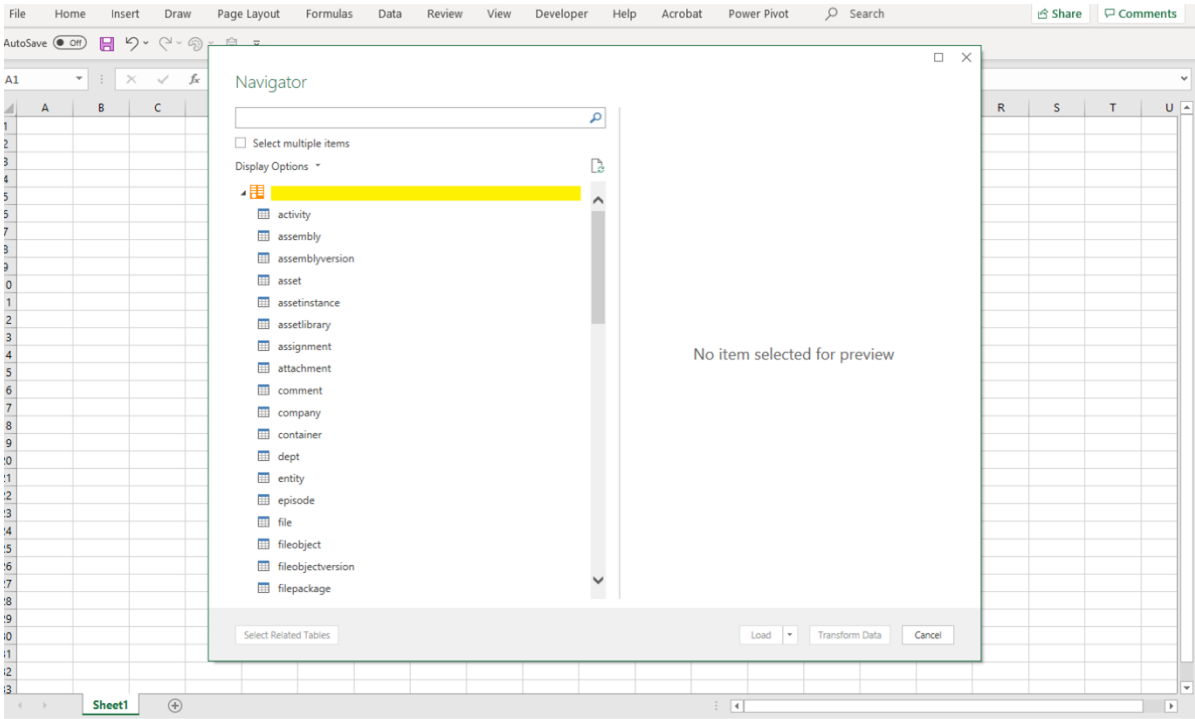 File Home Insert Draw Page Layout Formulas Data Review View Developer Help Acrobat Power Pivot Search Share Comments
AutoSave Off
A1 fx
A B C R S T U
Navigator
Select multiple items
Display Options
activity
assembly
assemblyversion
asset
assetinstance
assetlibrary
assignment
attachment
comment
company
container
dept
entity
episode
file
fileobject
fileobjectversion
filepackage
No item selected for preview
Select Related Tables Load Transform Data Cancel
Sheet1